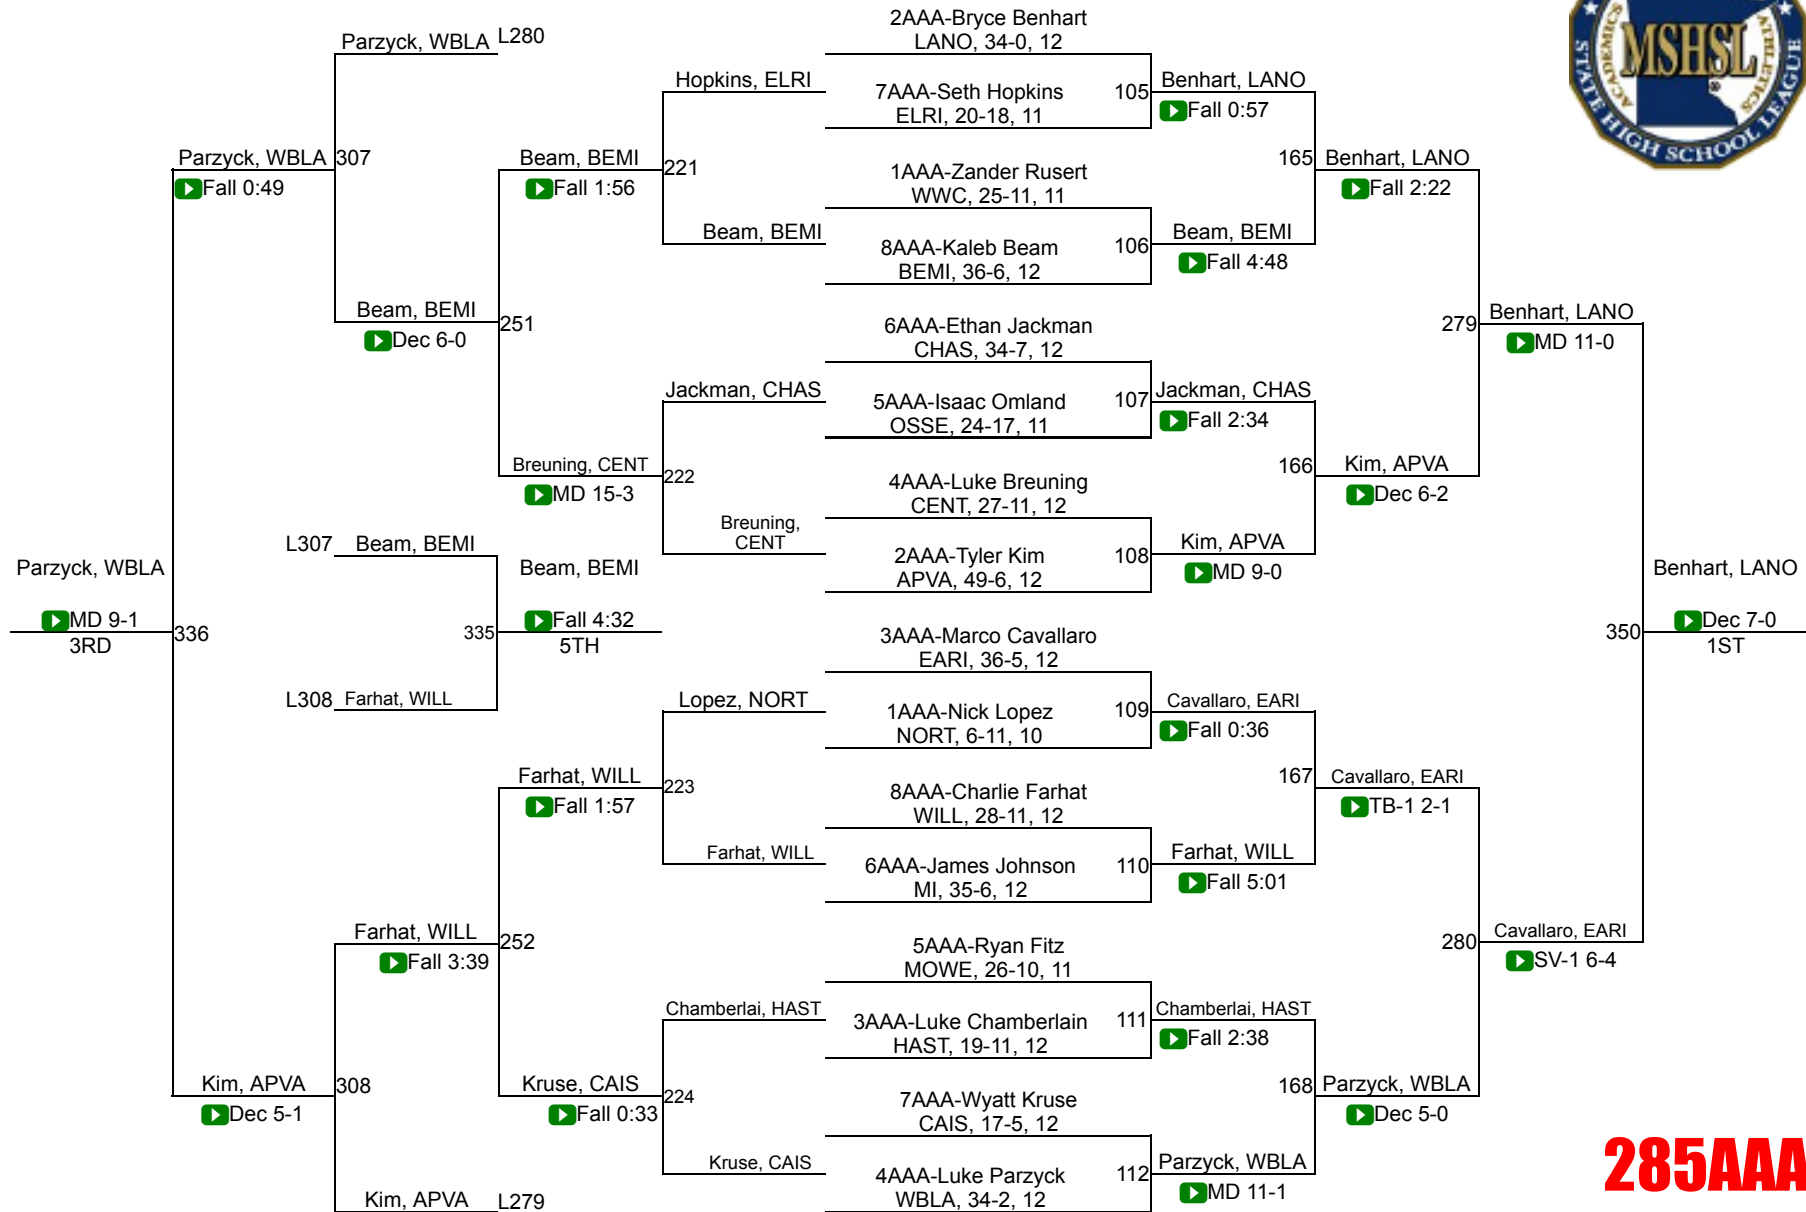 2AAA-Bryce Benhart
LANO, 34-0, 12
7AAA-Seth Hopkins
ELRI, 20-18, 11
105
1AAA-Zander Rusert
WWC, 25-11, 11
8AAA-Kaleb Beam
BEMI, 36-6, 12
106
6AAA-Ethan Jackman
CHAS, 34-7, 12
5AAA-Isaac Omland
OSSE, 24-17, 11
107
4AAA-Luke Breuning
CENT, 27-11, 12
2AAA-Tyler Kim
APVA, 49-6, 12
108
3AAA-Marco Cavallaro
EARI, 36-5, 12
1AAA-Nick Lopez
NORT, 6-11, 10
109
8AAA-Charlie Farhat
WILL, 28-11, 12
6AAA-James Johnson
MI, 35-6, 12
110
5AAA-Ryan Fitz
MOWE, 26-10, 11
3AAA-Luke Chamberlain
HAST, 19-11, 12
111
7AAA-Wyatt Kruse
CAIS, 17-5, 12
4AAA-Luke Parzyck
WBLA, 34-2, 12
112
Benhart, LANO
Fall 0:57
165
Beam, BEMI
Fall 4:48
Jackman, CHAS
Fall 2:34
166
Kim, APVA
MD 9-0
Cavallaro, EARI
Fall 0:36
167
Farhat, WILL
Fall 5:01
Chamberlai, HAST
Fall 2:38
168
Parzyck, WBLA
MD 11-1
Benhart, LANO
Fall 2:22
279
Kim, APVA
Dec 6-2
Cavallaro, EARI
TB-1 2-1
280
Parzyck, WBLA
Dec 5-0
Benhart, LANO
MD 11-0
350
Cavallaro, EARI
SV-1 6-4
Benhart, LANO
Dec 7-0
1ST
Hopkins, ELRI
221
Beam, BEMI
Jackman, CHAS
222
Breuning,
CENT
Lopez, NORT
223
Farhat, WILL
Chamberlai, HAST
224
Kruse, CAIS
Beam, BEMI
Fall 1:56
251
Breuning, CENT
MD 15-3
Farhat, WILL
Fall 1:57
252
Kruse, CAIS
Fall 0:33
Parzyck, WBLA L280
307
Beam, BEMI
Dec 6-0
Farhat, WILL
Fall 3:39
308
Kim, APVA L279
Parzyck, WBLA
Fall 0:49
336
Kim, APVA
Dec 5-1
Parzyck, WBLA
MD 9-1
3RD
L307 Beam, BEMI
335
L308 Farhat, WILL
Beam, BEMI
Fall 4:32
5TH
ACADEMICS
MSHSL
ATHLETICS
STATE HIGH SCHOOL LEAGUE
285AAA